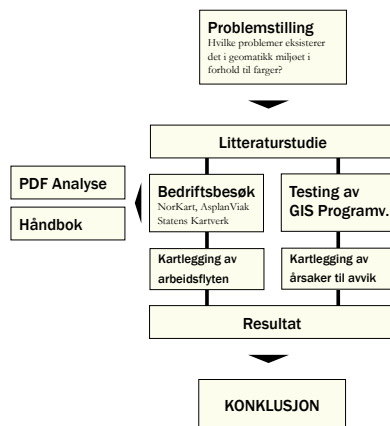 Problemstilling
Hvilke problemer eksisterer
det i geomatikk miljøet i
forhold til farger?
Litteraturstudie
PDF Analyse
Håndbok
Bedriftsbesøk
NorKart, AsplanViak
Statens Kartverk
Testing av
GIS Programv.
Kartlegging av
arbeidsflyten
Kartlegging av
årsaker til avvik
Resultat
KONKLUSJON